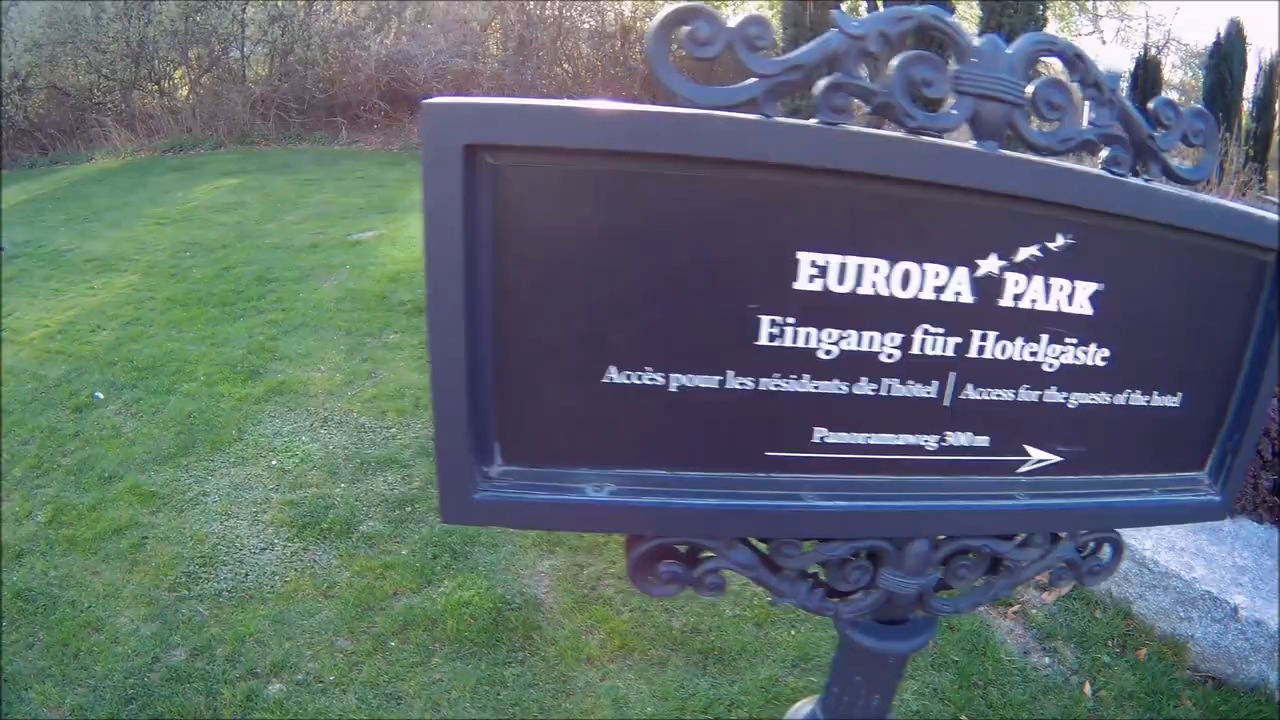 EUROPA PARK
Eingang für Hotelgäste
Accès pour les résidents de l'hôtel | Access for the guests of the hotel
Panoramaweg 300 m